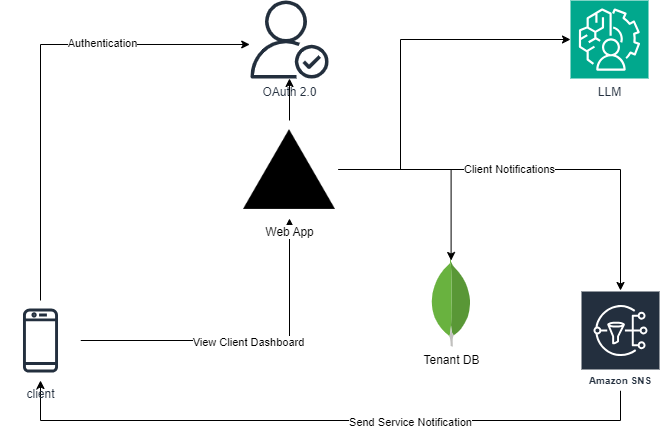 Authentication
OAuth 2.0
LLM
Client Notifications
Web App
View Client Dashboard
Tenant DB
Amazon SNS
client
Send Service Notification